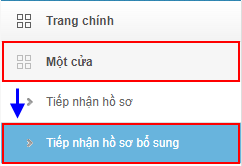 Trang chính
Một cửa
Tiếp nhận hồ sơ
Tiếp nhận hồ sơ bổ sung